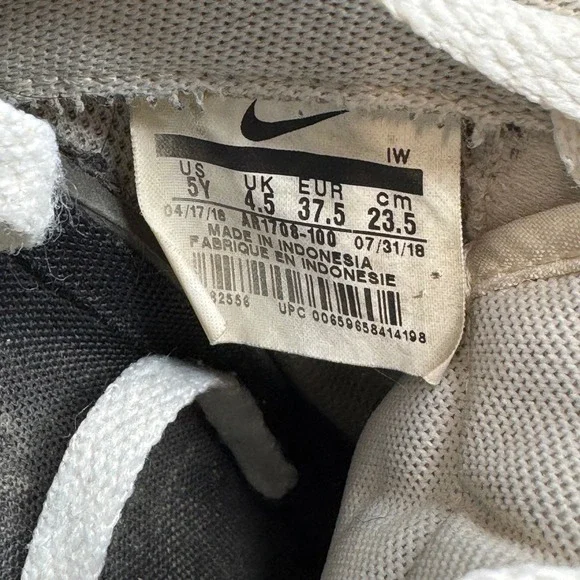 IW
US UK EUR cm
5Y 4.5 37.5 23.5
04/17/18 AR1708-100 07/31/18
MADE IN INDONESIA
FABRIQUE EN INDONESIE
UPC 00659658414198